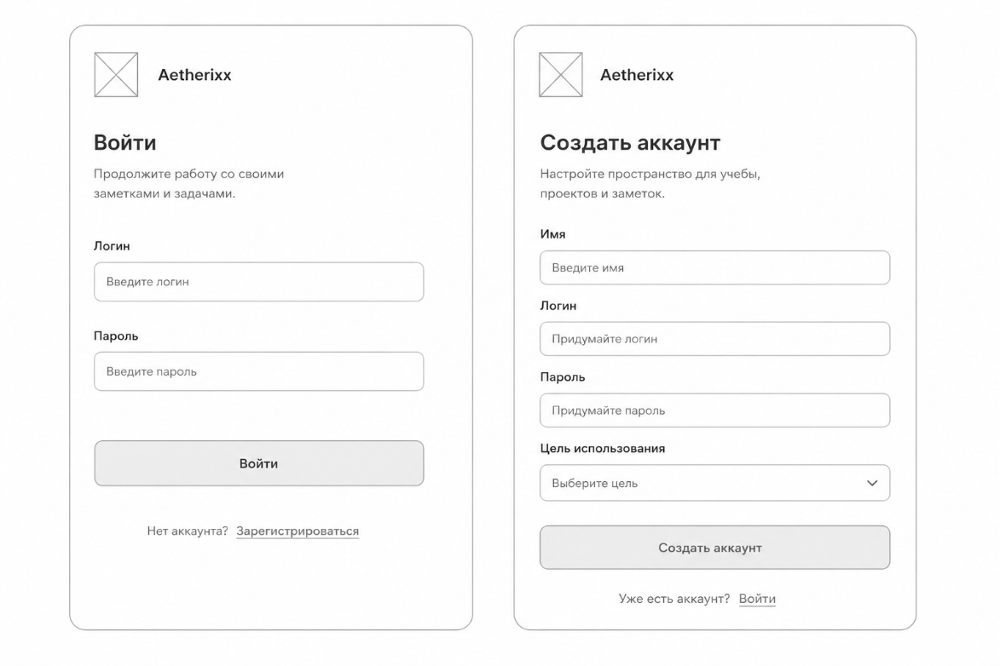 Aetherixx
Войти
Продолжите работу со своими
заметками и задачами.
Логин
Введите логин
Пароль
Введите пароль
Войти
Нет аккаунта? Зарегистрироваться
Aetherixx
Создать аккаунт
Настройте пространство для учебы,
проектов и заметок.
Имя
Введите имя
Логин
Придумайте логин
Пароль
Придумайте пароль
Цель использования
Выберите цель
Создать аккаунт
Уже есть аккаунт? Войти